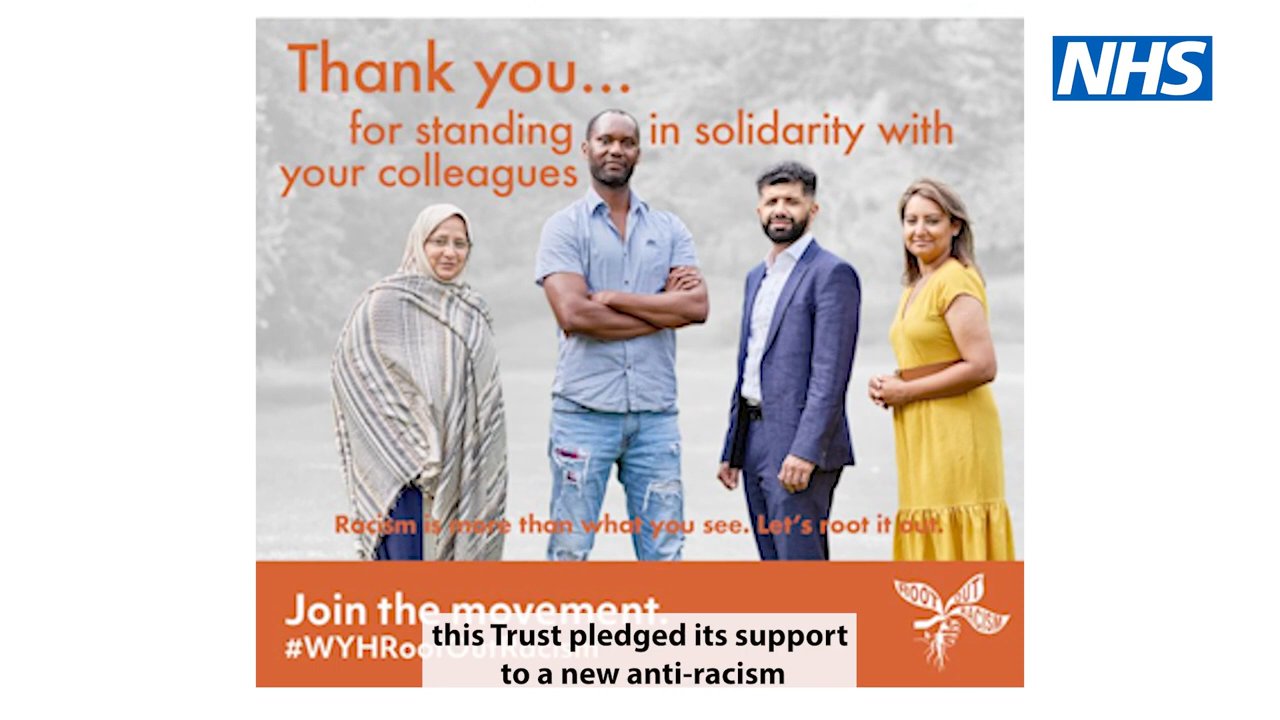 Thank you...
for standing in solidarity with
your colleagues
NHS
Racism is more than what you see. Let's root it out.
Join the movement.
#WYHRootOutRacism
ROOT OUT
RACISM
this Trust pledged its support
to a new anti-racism